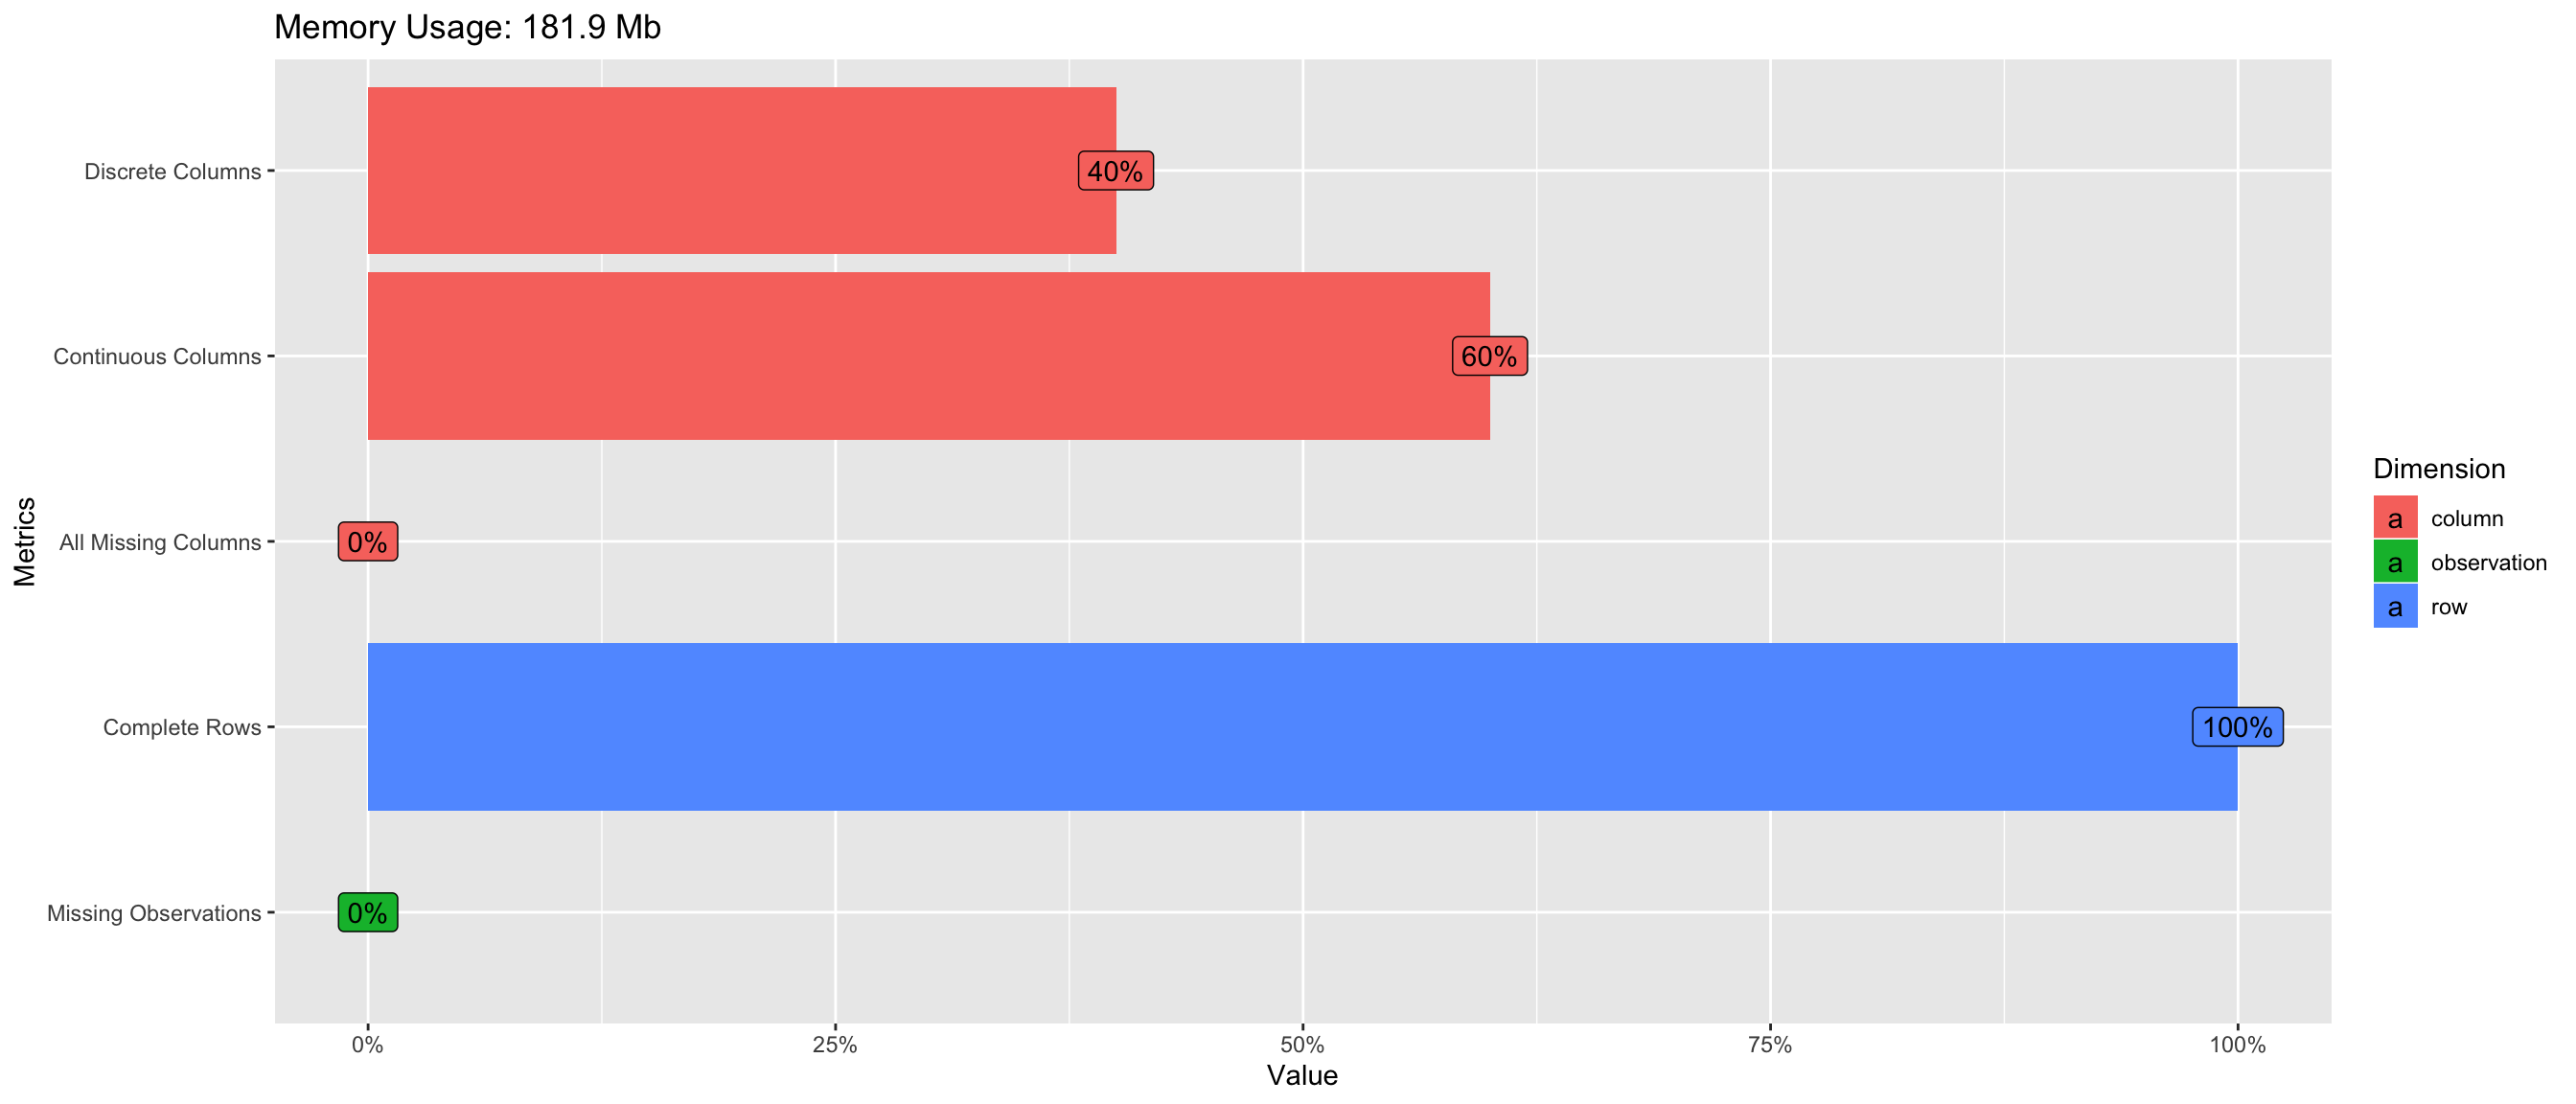 Memory Usage: 181.9 Mb
Metrics
Discrete Columns
40%
Continuous Columns
60%
All Missing Columns
0%
Complete Rows
100%
Missing Observations
0%
0%
25%
50%
75%
100%
Value
Dimension
a column
a observation
a row